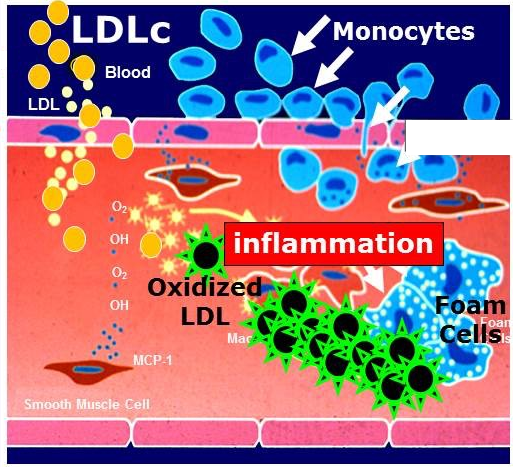 LDLc
Monocytes
Blood
LDL
O2
OH
inflammation
O2
Oxidized
LDL
OH
Foam
Cells
MCP-1
Smooth Muscle Cell